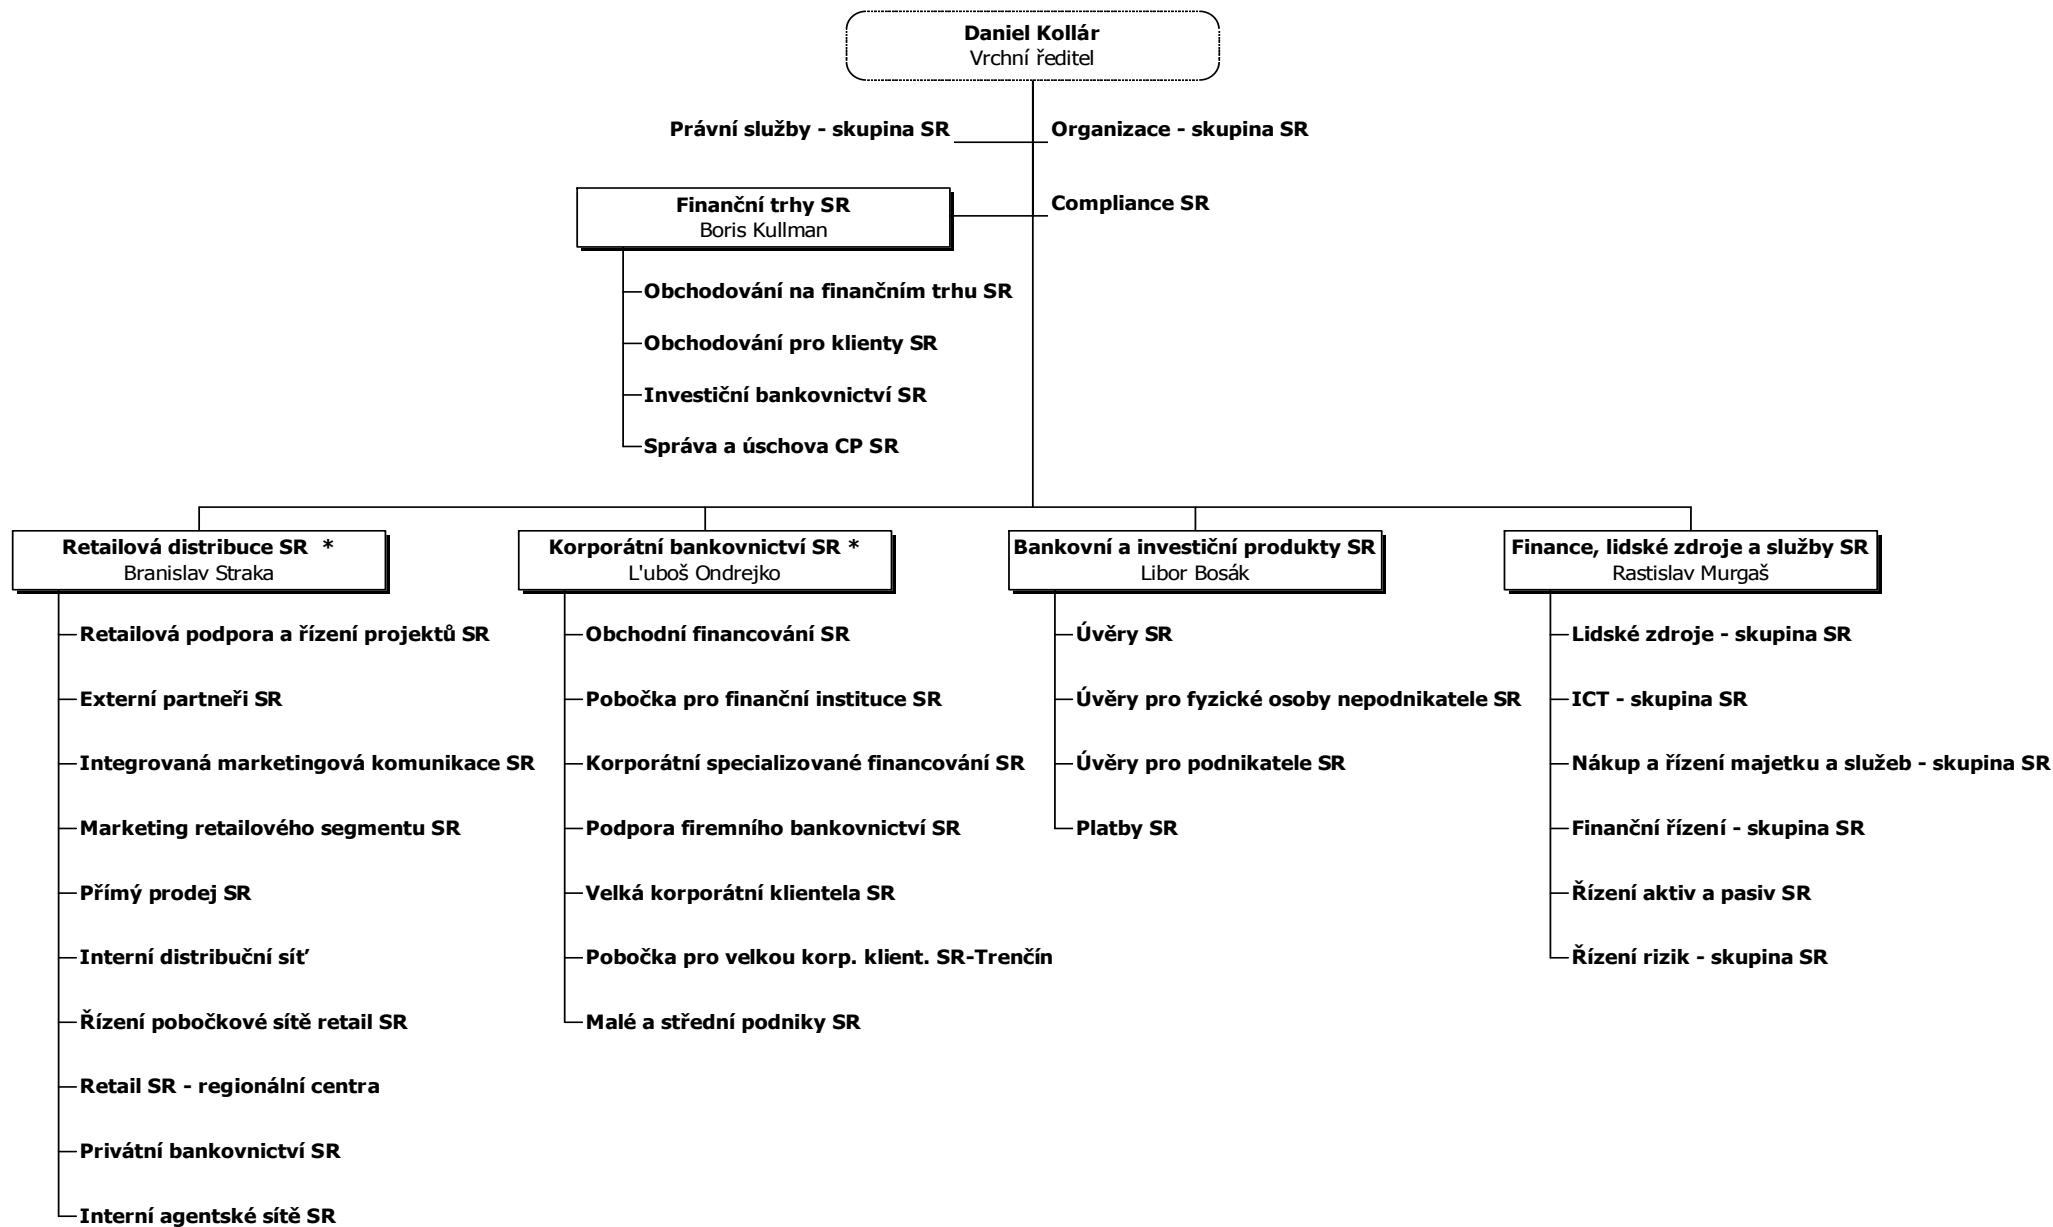 Daniel Kollár
Vrchní ředitel
Právní služby - skupina SR
Organizace - skupina SR
Finanční trhy SR
Boris Kullman
Compliance SR
Obchodování na finančním trhu SR
Obchodování pro klienty SR
Investiční bankovnictví SR
Správa a úschova CP SR
Retailová distribuce SR *
Branislav Straka
Retailová podpora a řízení projektů SR
Externí partneři SR
Integrovaná marketingová komunikace SR
Marketing retailového segmentu SR
Přímý prodej SR
Interní distribuční síť
Řízení pobočkové sítě retail SR
Retail SR - regionální centra
Privátní bankovnictví SR
Interní agentské sítě SR
Korporátní bankovnictví SR *
L'uboš Ondrejko
Obchodní financování SR
Pobočka pro finanční instituce SR
Korporátní specializované financování SR
Podpora firemního bankovnictví SR
Velká korporátní klientela SR
Pobočka pro velkou korp. klient. SR-Trenčín
Malé a střední podniky SR
Bankovní a investiční produkty SR
Libor Bosák
Úvěry SR
Úvěry pro fyzické osoby nepodnikatele SR
Úvěry pro podnikatele SR
Platby SR
Finance, lidské zdroje a služby SR
Rastislav Murgaš
Lidské zdroje - skupina SR
ICT - skupina SR
Nákup a řízení majetku a služeb - skupina SR
Finanční řízení - skupina SR
Řízení aktiv a pasiv SR
Řízení rizik - skupina SR